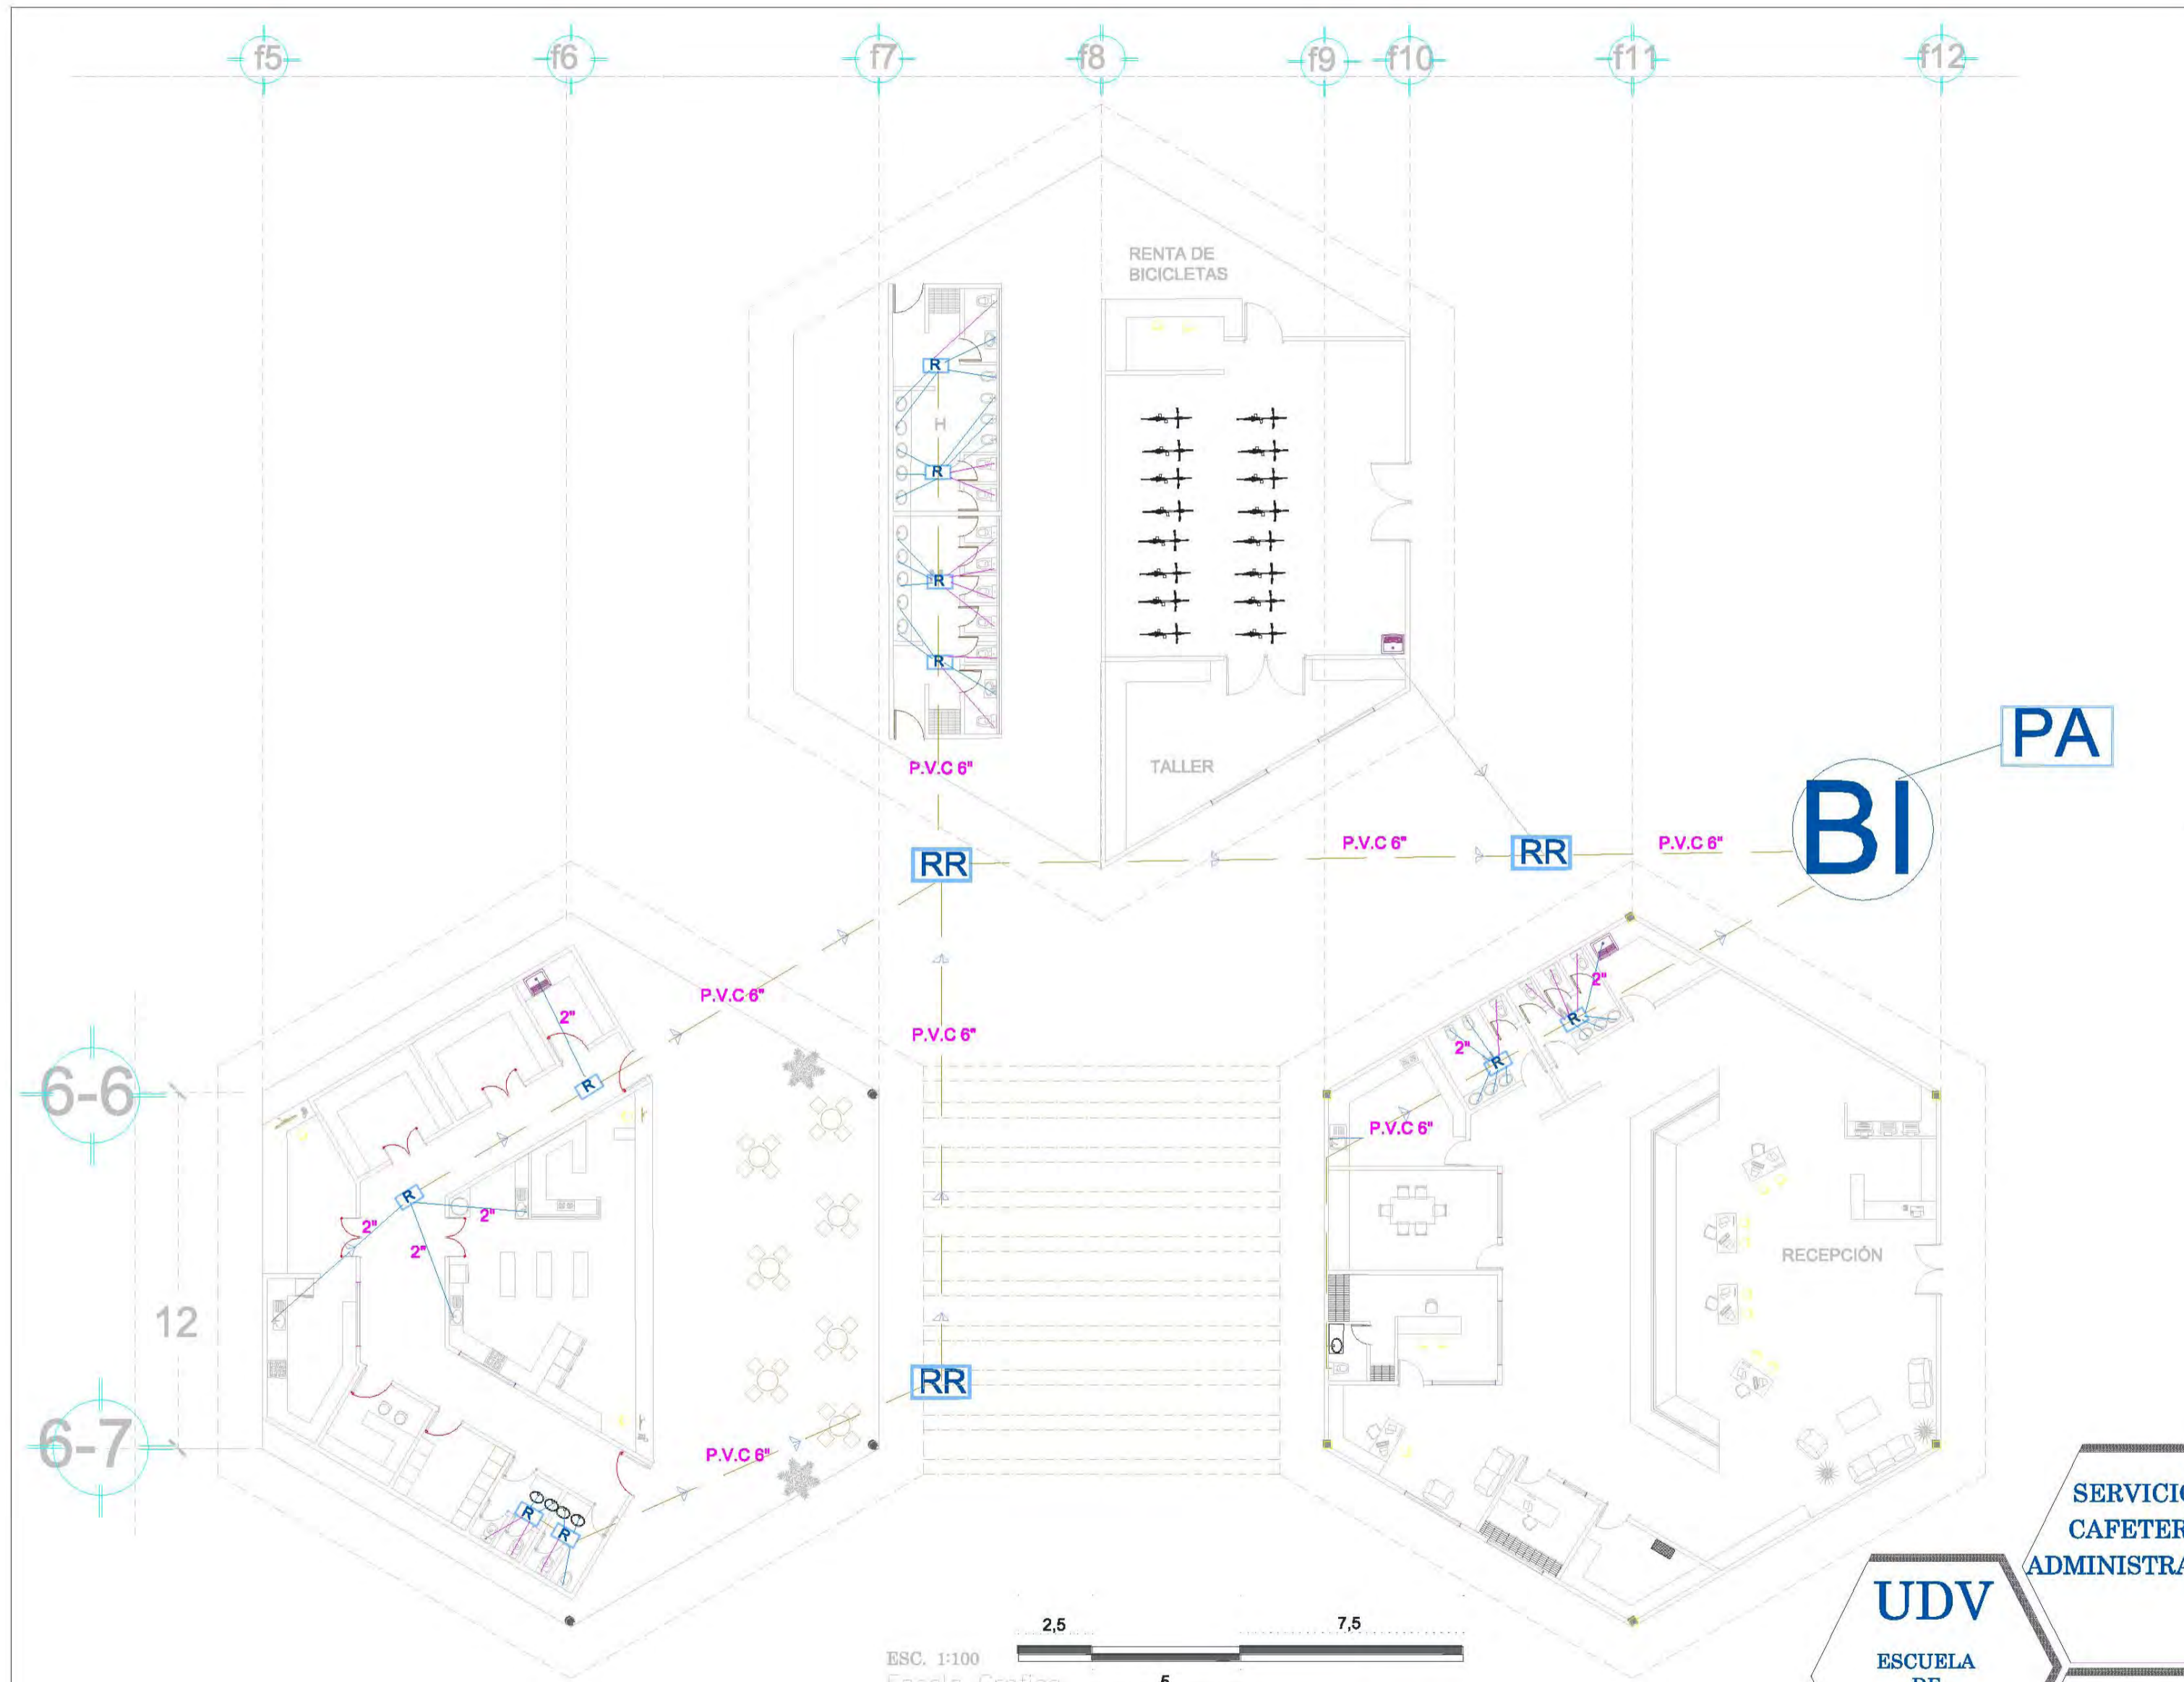 f5
f6
f7
f8
f9
f10
f11
f12
RENTA DE
BICICLETAS
R
H
R
R
R
P.V.C 6"
TALLER
PA
BI
P.V.C 6"
P.V.C 6"
RR
RR
P.V.C 6"
P.V.C 6"
2"
2"
R
2"
R
6-6
R
P.V.C 6"
R
2"
2"
2"
RECEPCIÓN
12
RR
6-7
P.V.C 6"
R
R
SERVICIO
CAFETER
ADMINISTRA
UDV
ESCUELA
DE
2,5
7,5
ESC. 1:100
5